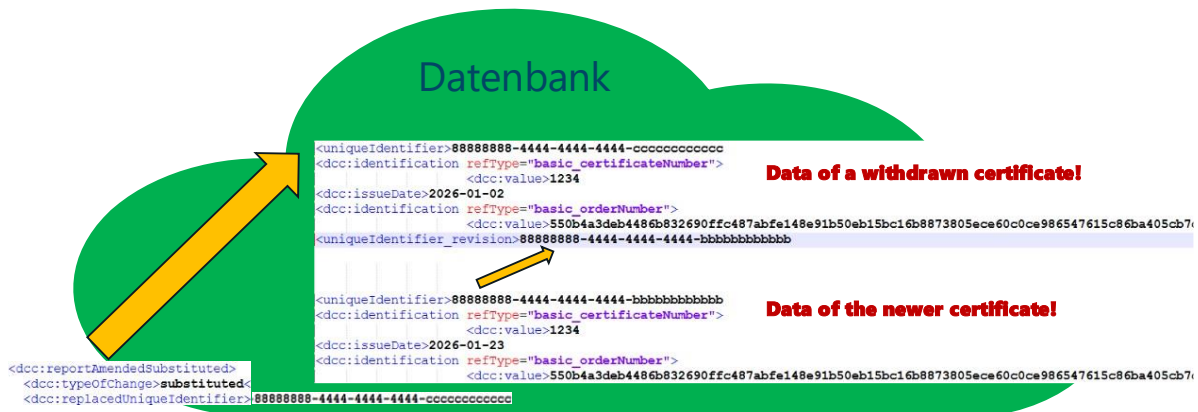 Datenbank
<uniqueIdentifier>88888888-4444-4444-4444-cccccccccccc
<dcc:identification refType="basic_certificateNumber">
Data of a withdrawn certificate!
<dcc:value>1234
<dcc:issueDate>2026-01-02
<dcc:identification refType="basic_orderNumber">
<dcc:value>550b4a3deb4486b832690ffc487abfe148e91b50eb15bc16b8873805ece60c0ce986547615c86ba405cb7
<uniqueIdentifier_revision>88888888-4444-4444-4444-bbbbbbbbbbbb
<uniqueIdentifier>88888888-4444-4444-4444-bbbbbbbbbbbb
<dcc:identification refType="basic_certificateNumber">
Data of the newer certificate!
<dcc:value>1234
<dcc:issueDate>2026-01-23
<dcc:identification refType="basic_orderNumber">
<dcc:value>550b4a3deb4486b832690ffc487abfe148e91b50eb15bc16b8873805ece60c0ce986547615c86ba405cb7
<dcc:reportAmendedSubstituted>
<dcc:typeOfChange>substituted<
<dcc:replacedUniqueIdentifier>88888888-4444-4444-4444-cccccccccccc